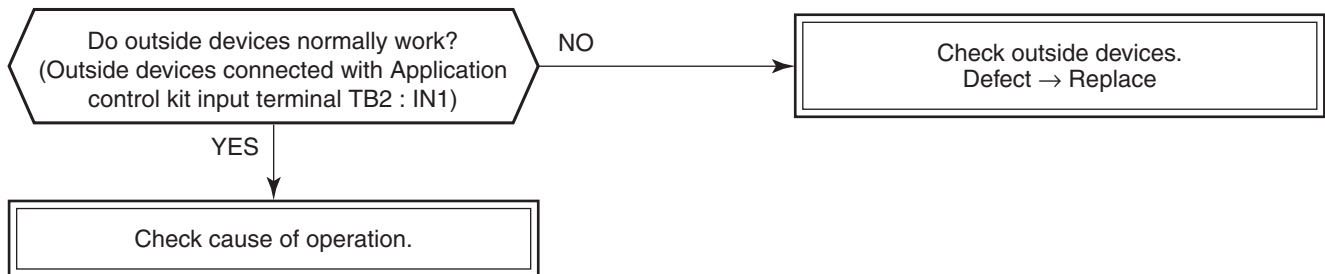 Do outside devices normally work?
(Outside devices connected with Application
control kit input terminal TB2 : IN1)
NO
Check outside devices.
Defect → Replace
YES
Check cause of operation.